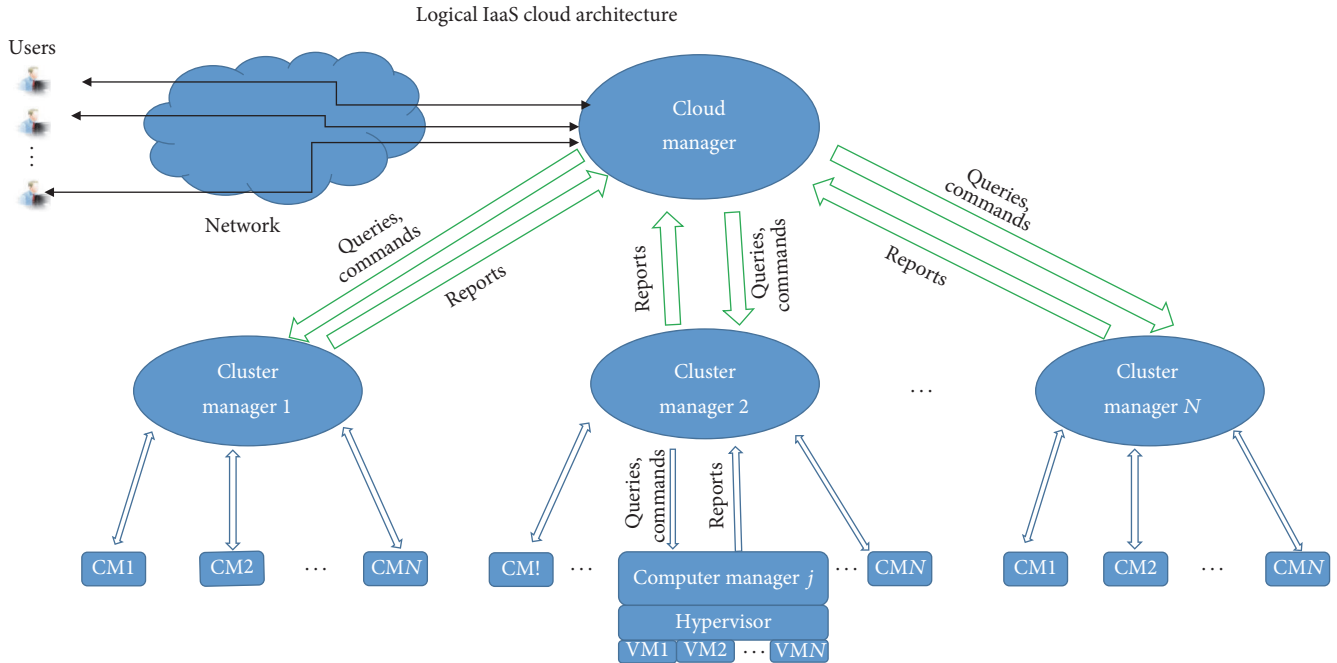 Logical IaaS cloud architecture
Users
⋮
Network
Cloud
manager
Queries,
commands
Reports
Reports
Queries,
commands
Queries,
commands
Reports
Cluster
manager 1
Cluster
manager 2
...
Cluster
manager N
Queries,
commands
Reports
CM1
CM2
...
CMN
CM!
...
Computer manager j
...
CMN
CM1
CM2
...
CMN
Hypervisor
VM1
VM2
...
VMN